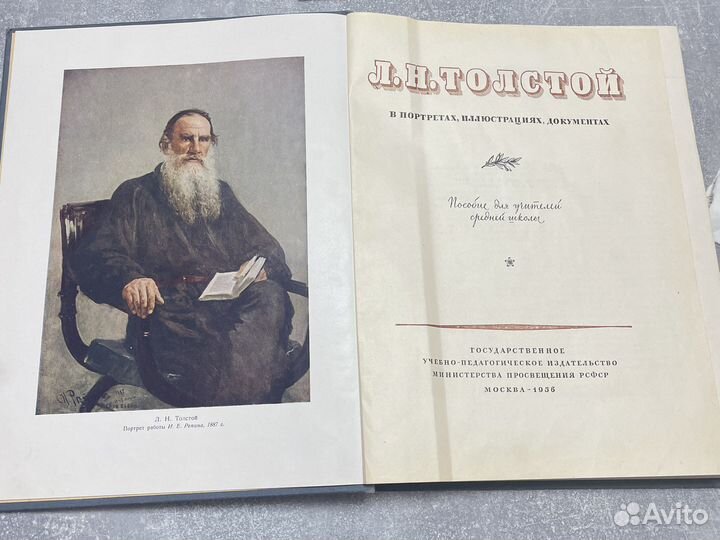 Л. Н. Толстой
Портрет работы И. Е. Репина, 1887 г.
Л.Н.ТОЛСТОЙ
В ПОРТРЕТАХ, ИЛЛЮСТРАЦИЯХ, ДОКУМЕНТАХ
Пособие для учителей
средней школы
ГОСУДАРСТВЕННОЕ
УЧЕБНО-ПЕДАГОГИЧЕСКОЕ ИЗДАТЕЛЬСТВО
МИНИСТЕРСТВА ПРОСВЕЩЕНИЯ РСФСР
МОСКВА-1956
Avito